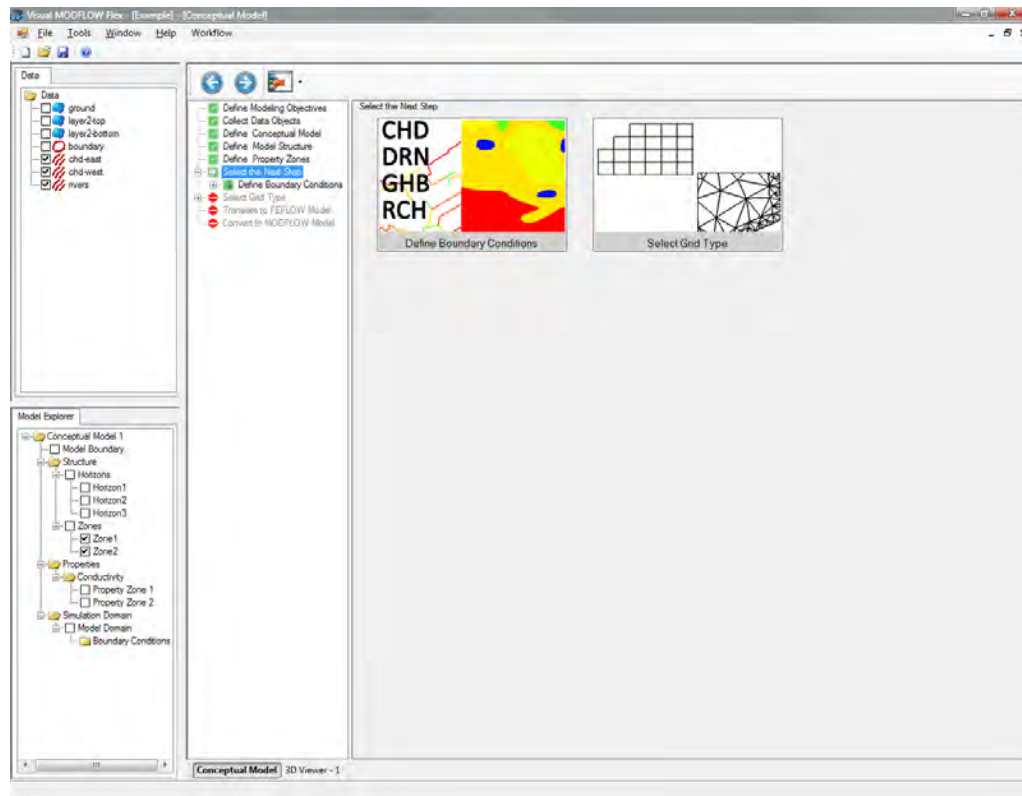 Visual MODFLOW Flex - [Example] - [Conceptual Model]
File Tools Window Help Workflow
Data
Data
ground
layer2-top
layer2-bottom
boundary
chd-east
chd-west
rivers
Define Modeling Objectives
Collect Data Objects
Define Conceptual Model
Define Model Structure
Define Property Zones
Select the Next Step
Define Boundary Conditions
Select Grid Type
Translate to FEFLOW Model
Convert to MODFLOW Model
Select the Next Step
CHD
DRN
GHB
RCH
Define Boundary Conditions
Select Grid Type
Model Explorer
Conceptual Model 1
Model Boundary
Structure
Horizons
Horizon1
Horizon2
Horizon3
Zones
Zone1
Zone2
Properties
Conductivity
Property Zone 1
Property Zone 2
Simulation Domain
Model Domain
Boundary Conditions
Conceptual Model 3D Viewer - 1